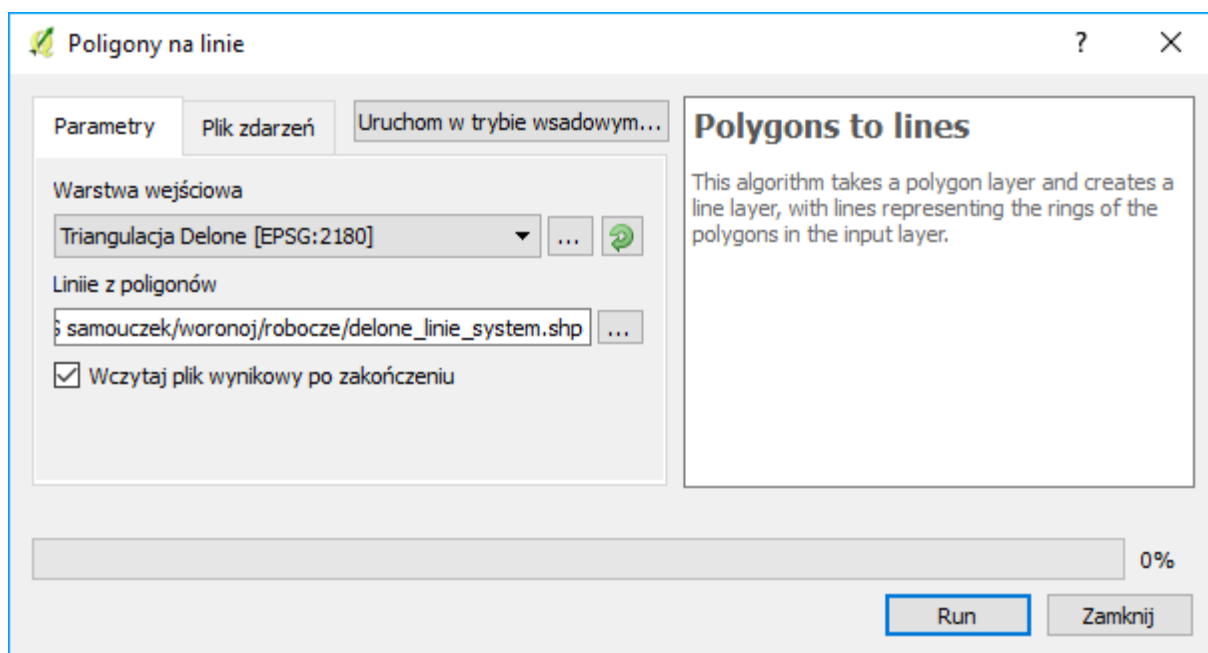 Poligony na linie
?
Parametry
Plik zdarzeń
Uruchom w trybie wsadowym...
Warstwa wejściowa
Triangulacja Delone [EPSG:2180]
...
Liniie z poligonów
samouczek/woronoj/robocze/delone_linie_system.shp
...
Wczytaj plik wynikowy po zakończeniu
Polygons to lines
This algorithm takes a polygon layer and creates a
line layer, with lines representing the rings of the
polygons in the input layer.
0%
Run
Zamknij